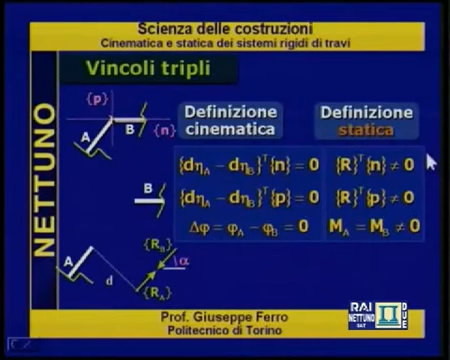 Scienza delle costruzioni
Cinematica e statica dei sistemi rigidi di travi
Vincoli tripli
NETTUNO
{p}
A
B
{n}
Definizione cinematica
Definizione statica
{dη_A − dη_B}^T {n} = 0
{R}^T {n} ≠ 0
{dη_A − dη_B}^T {p} = 0
{R}^T {p} ≠ 0
Δφ = φ_A − φ_B = 0
M_A = M_B ≠ 0
B
A
{R_B}
α
d
{R_A}
Prof. Giuseppe Ferro
Politecnico di Torino
RAI
NETTUNO
SAT
DUE